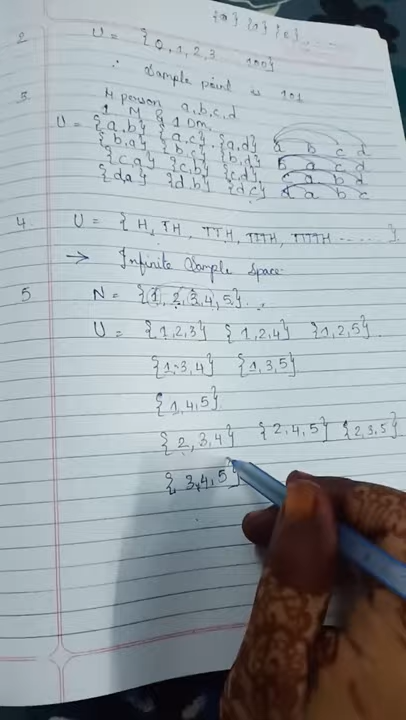 2 U = { 0, 1, 2, 3 100}
∴ Sample point is 101
3. 4 person a, b, c, d
1 M & 1 Dm.
U = {a,b} {a,c}, {a,d} a b c d
{b,a} {b,c} {b,d} b a c d
{c,a} {c,b} {c,d} c a b d
{d,a} {d,b} {d,c} d a b c
4. U = { H, TH, TTH, TTTH, TTTTH ...... }
→ Infinite Sample Space
5 N = {1, 2, 3, 4, 5}
U = {1,2,3} {1,2,4} {1,2,5}
{1,3,4} {1,3,5}
{1,4,5}
{2,3,4} {2,4,5} {2,3,5}
{, 3,4,5}